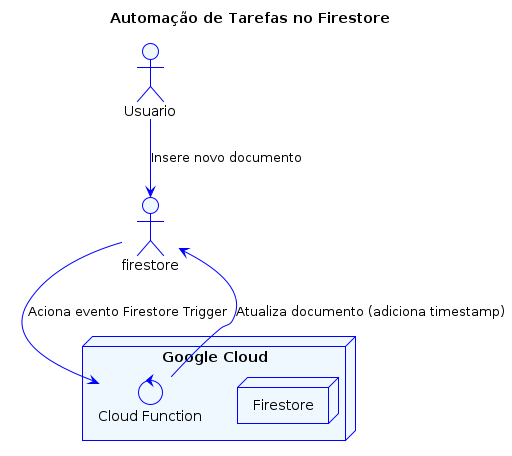 Automação de Tarefas no Firestore
Usuario
Insere novo documento
firestore
Aciona evento Firestore Trigger
Atualiza documento (adiciona timestamp)
Google Cloud
Cloud Function
Firestore